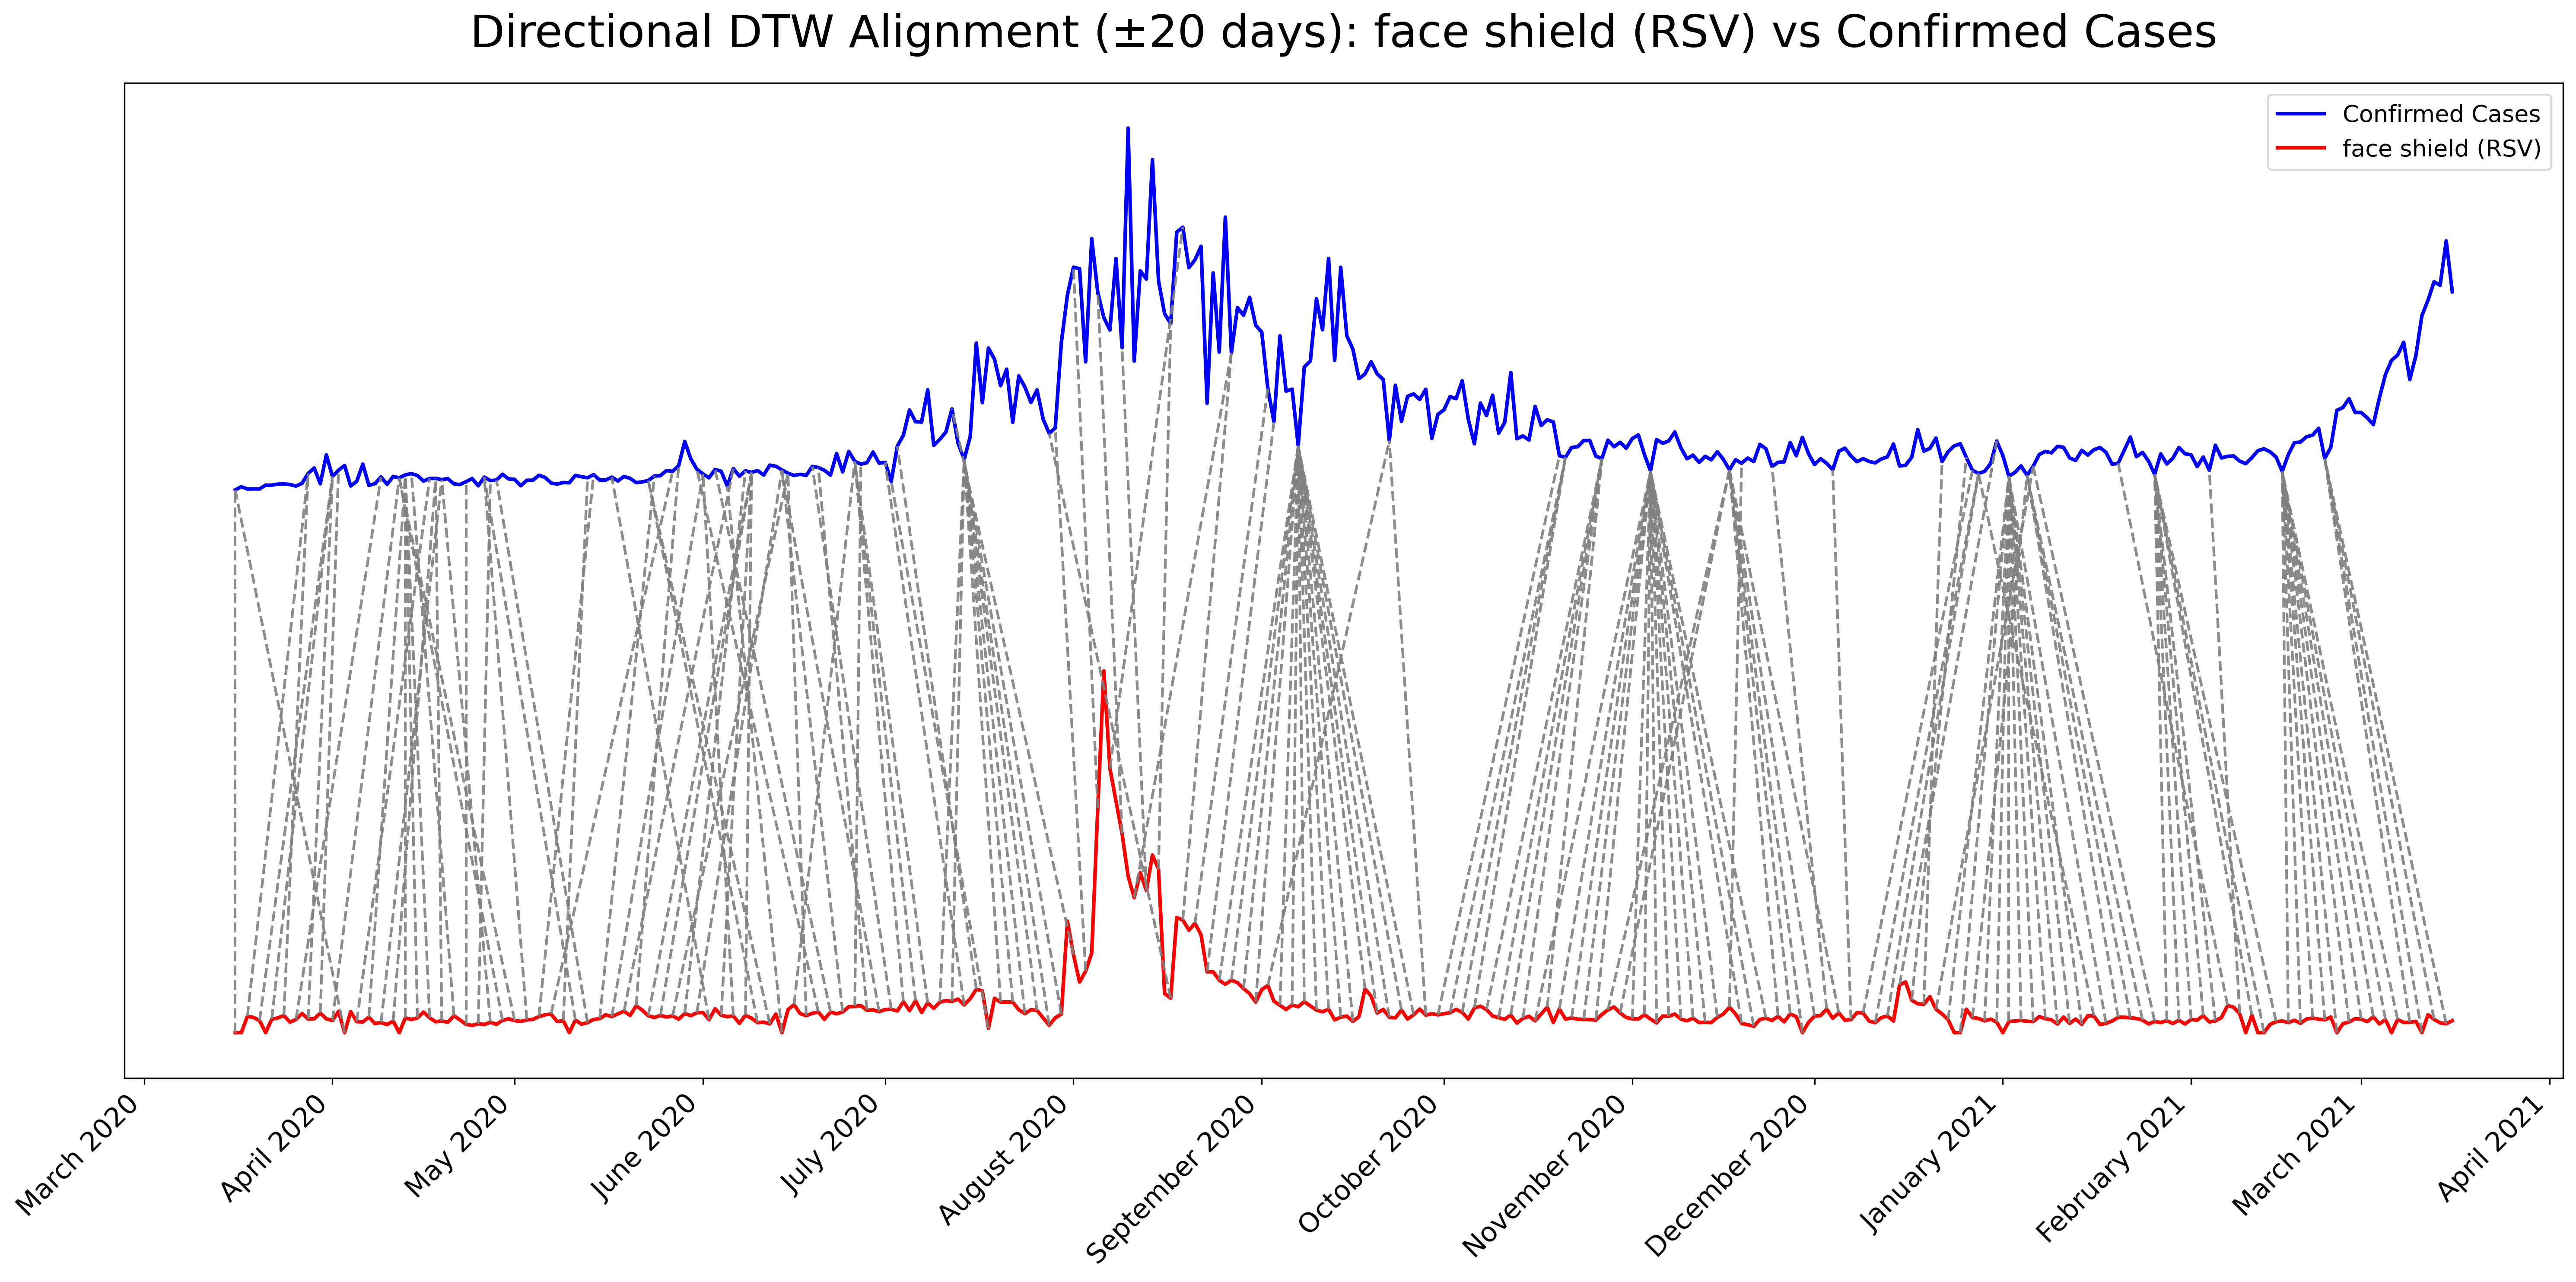 Directional DTW Alignment (±20 days): face shield (RSV) vs Confirmed Cases
Confirmed Cases
face shield (RSV)
March 2020
April 2020
May 2020
June 2020
July 2020
August 2020
September 2020
October 2020
November 2020
December 2020
January 2021
February 2021
March 2021
April 2021